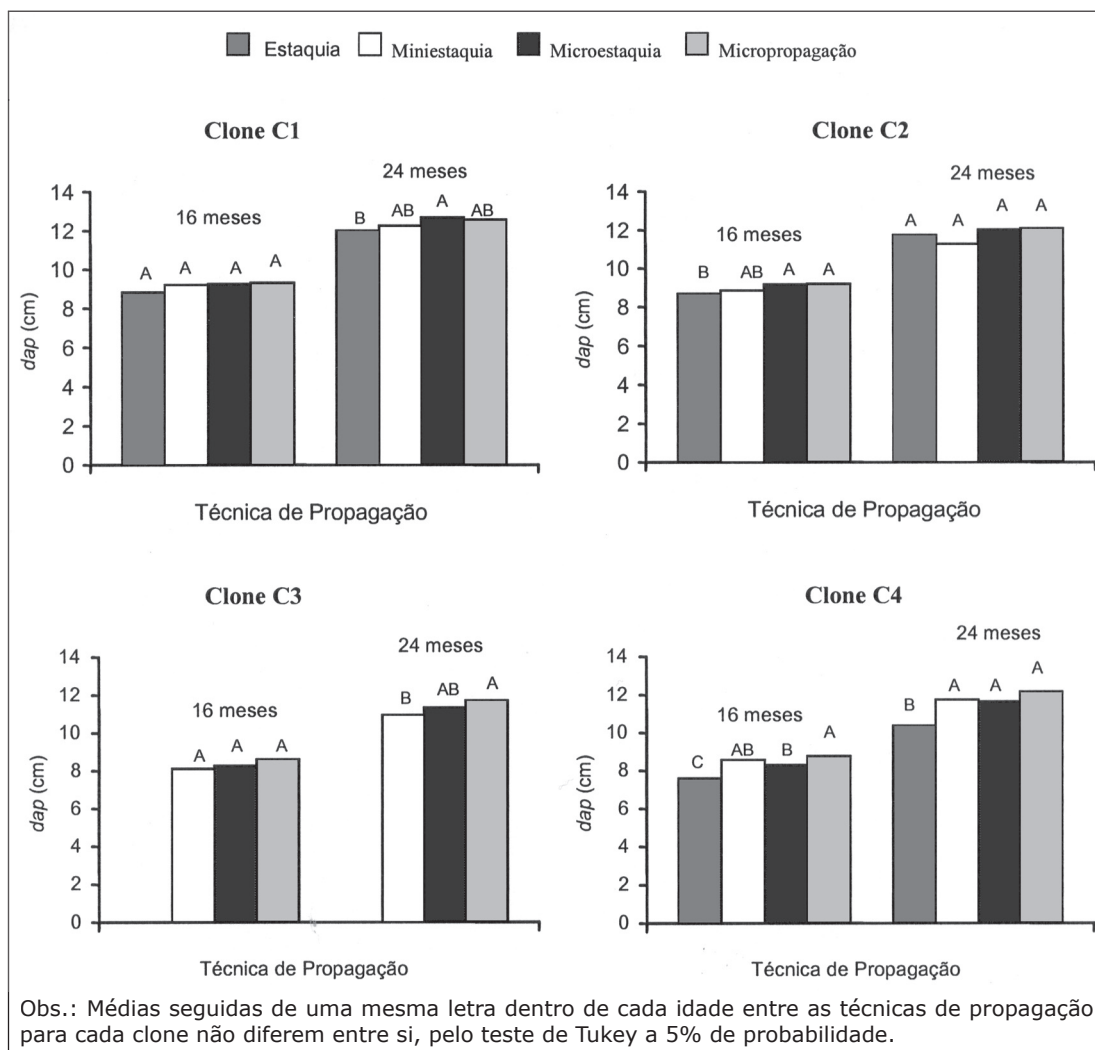 Estaquia Miniestaquia Microestaquia Micropropagação
Clone C1
24 meses
16 meses
B AB A AB
A A A A
14
12
10
8
6
4
2
0
dap (cm)
Técnica de Propagação
Clone C2
24 meses
16 meses
A A A A
B AB A A
14
12
10
8
6
4
2
0
dap (cm)
Técnica de Propagação
Clone C3
24 meses
16 meses
B AB A
A A A
14
12
10
8
6
4
2
0
dap (cm)
Técnica de Propagação
Clone C4
24 meses
16 meses
B A A A
C AB B A
14
12
10
8
6
4
2
0
dap (cm)
Técnica de Propagação
Obs.: Médias seguidas de uma mesma letra dentro de cada idade entre as técnicas de propagação
para cada clone não diferem entre si, pelo teste de Tukey a 5% de probabilidade.